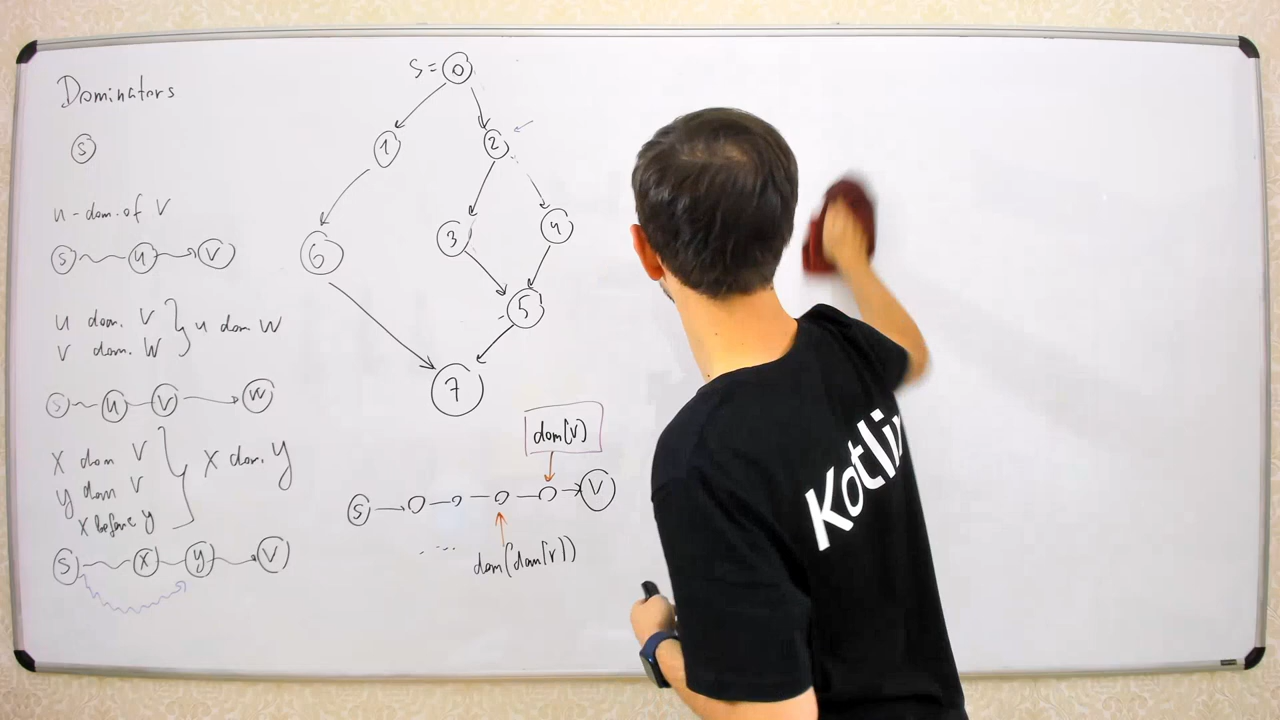 Dominators
S
u - dom. of V
S u V
u dom. V
V dom. W
u dom W
S u V W
X dom V
y dom V
X before y
X dom. y
S X y V
S = 0
1 2
6 3 4
5
7
dom(V)
S V
. ....
dom(dom(V))
Kotlin